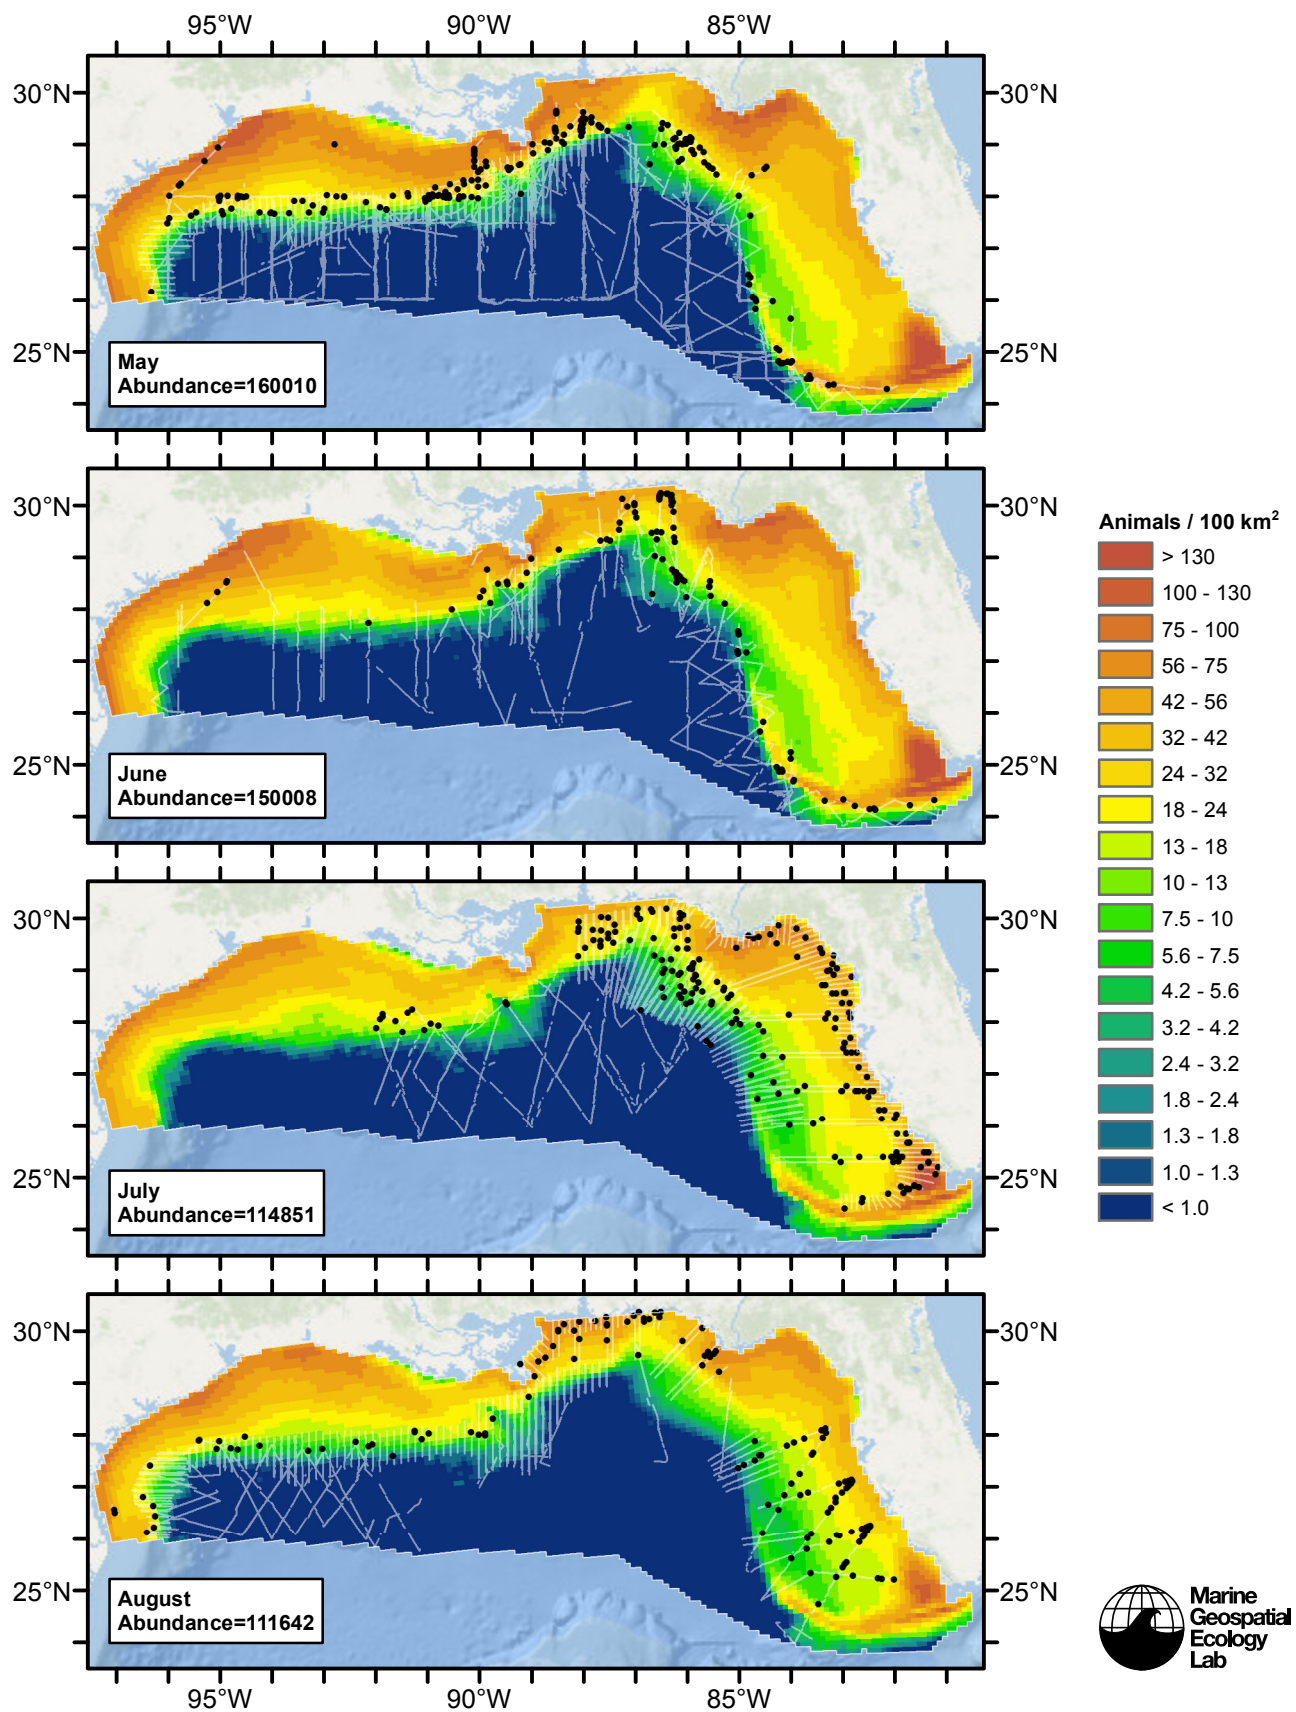 95°W 90°W 85°W
30°N 30°N
25°N 25°N
May
Abundance=160010
30°N 30°N
25°N 25°N
June
Abundance=150008
Animals / 100 km²
> 130
100 - 130
75 - 100
56 - 75
42 - 56
32 - 42
24 - 32
18 - 24
13 - 18
10 - 13
7.5 - 10
5.6 - 7.5
4.2 - 5.6
3.2 - 4.2
2.4 - 3.2
1.8 - 2.4
1.3 - 1.8
1.0 - 1.3
< 1.0
30°N 30°N
25°N 25°N
July
Abundance=114851
30°N 30°N
25°N 25°N
August
Abundance=111642
95°W 90°W 85°W
Marine
Geospatial
Ecology
Lab